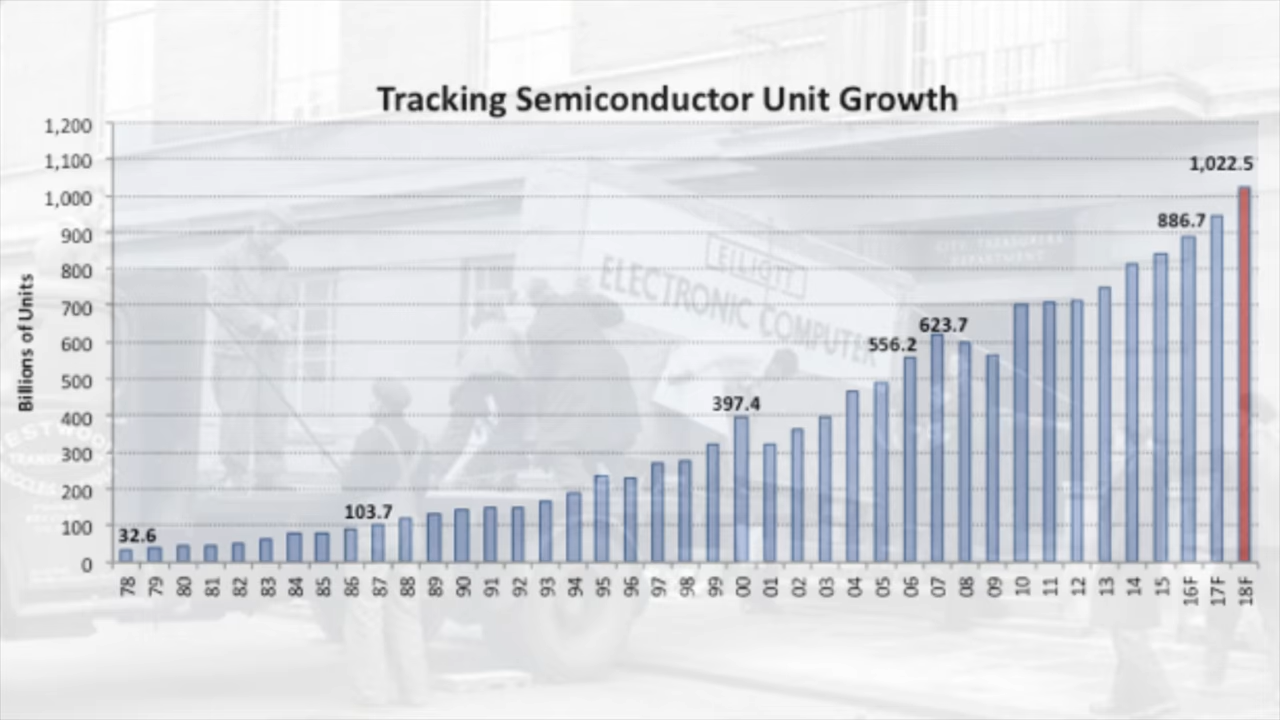 Tracking Semiconductor Unit Growth
1,200
1,100
1,000
900
800
700
600
500
400
300
200
100
0
Billions of Units
32.6
103.7
397.4
556.2
623.7
886.7
1,022.5
78 79 80 81 82 83 84 85 86 87 88 89 90 91 92 93 94 95 96 97 98 99 00 01 02 03 04 05 06 07 08 09 10 11 12 13 14 15 16F 17F 18F
ELLIOTT
ELECTRONIC COMPUTER
CITY TREASURERS
DEPARTMENT